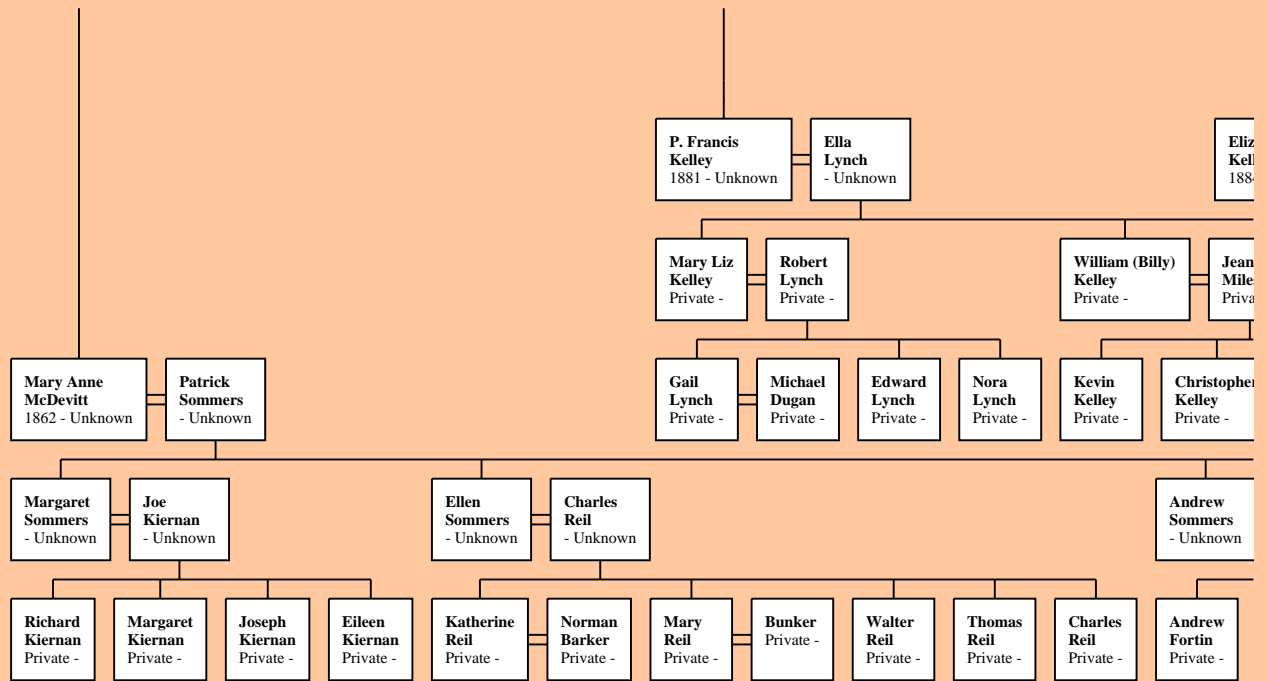 P. Francis
Kelley
1881 - Unknown
Ella
Lynch
- Unknown
Mary Liz
Kelley
Private -
Robert
Lynch
Private -
William (Billy)
Kelley
Private -
Jean
Gail
Lynch
Private -
Michael
Dugan
Private -
Edward
Lynch
Private -
Nora
Lynch
Private -
Kevin
Kelley
Private -
Christopher
Kelley
Private -
Mary Anne
McDevitt
1862 - Unknown
Patrick
Sommers
- Unknown
Margaret
Sommers
- Unknown
Joe
Kiernan
- Unknown
Ellen
Sommers
- Unknown
Charles
Reil
- Unknown
Andrew
Sommers
- Unknown
Richard
Kiernan
Private -
Margaret
Kiernan
Private -
Joseph
Kiernan
Private -
Eileen
Kiernan
Private -
Katherine
Reil
Private -
Norman
Barker
Private -
Mary
Reil
Private -
Bunker
Private -
Walter
Reil
Private -
Thomas
Reil
Private -
Charles
Reil
Private -
Andrew
Fortin
Private -